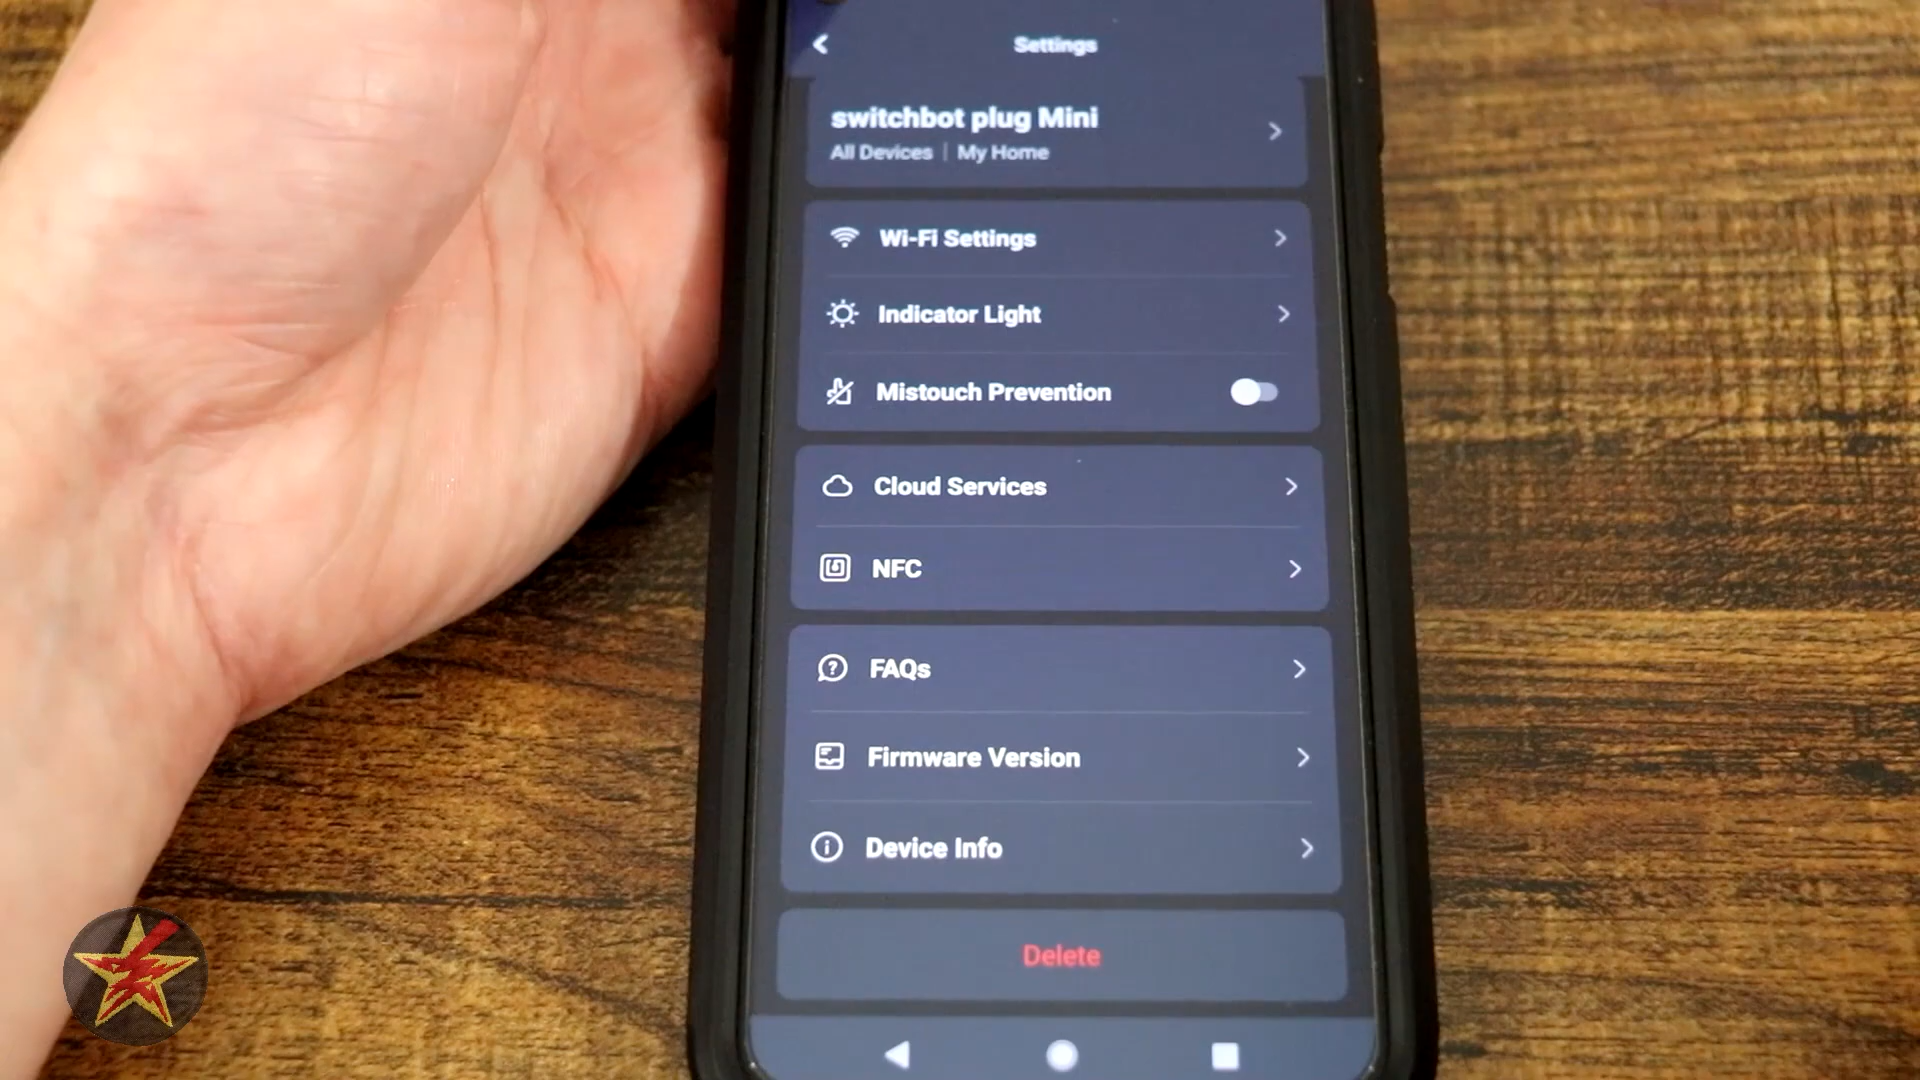 Settings
switchbot plug Mini
All Devices | My Home
Wi-Fi Settings
Indicator Light
Mistouch Prevention
Cloud Services
NFC
FAQs
Firmware Version
Device Info
Delete